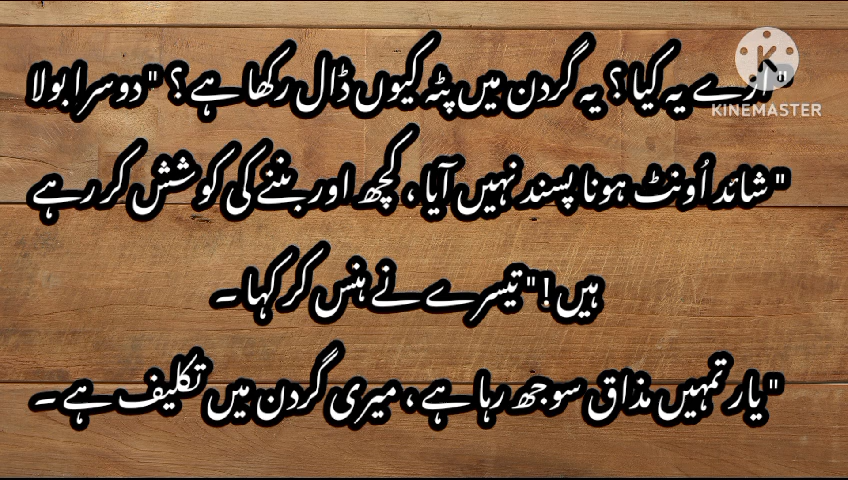 "ارے یہ کیا؟ یہ گردن میں پٹہ کیوں ڈال رکھا ہے؟" دوسرا بولا
"شائد اُونٹ ہونا پسند نہیں آیا، کچھ اور بننے کی کوشش کر رہے
ہیں!" تیسرے نے ہنس کر کہا۔
"یار تمہیں مذاق سوجھ رہا ہے، میری گردن میں تکلیف ہے۔
KINEMASTER